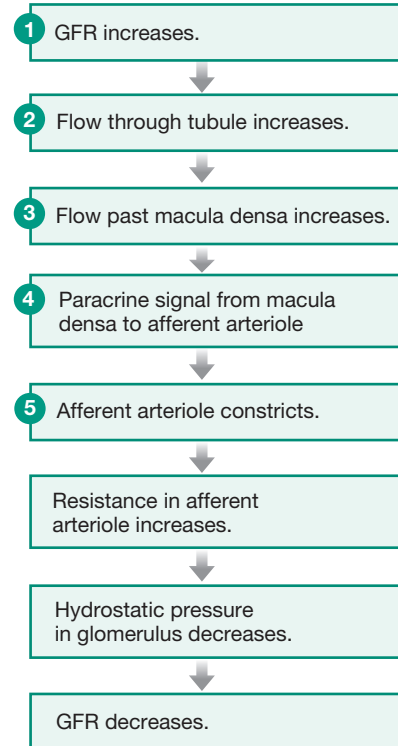 1 GFR increases.
2 Flow through tubule increases.
3 Flow past macula densa increases.
4 Paracrine signal from macula
densa to afferent arteriole
5 Afferent arteriole constricts.
Resistance in afferent
arteriole increases.
Hydrostatic pressure
in glomerulus decreases.
GFR decreases.